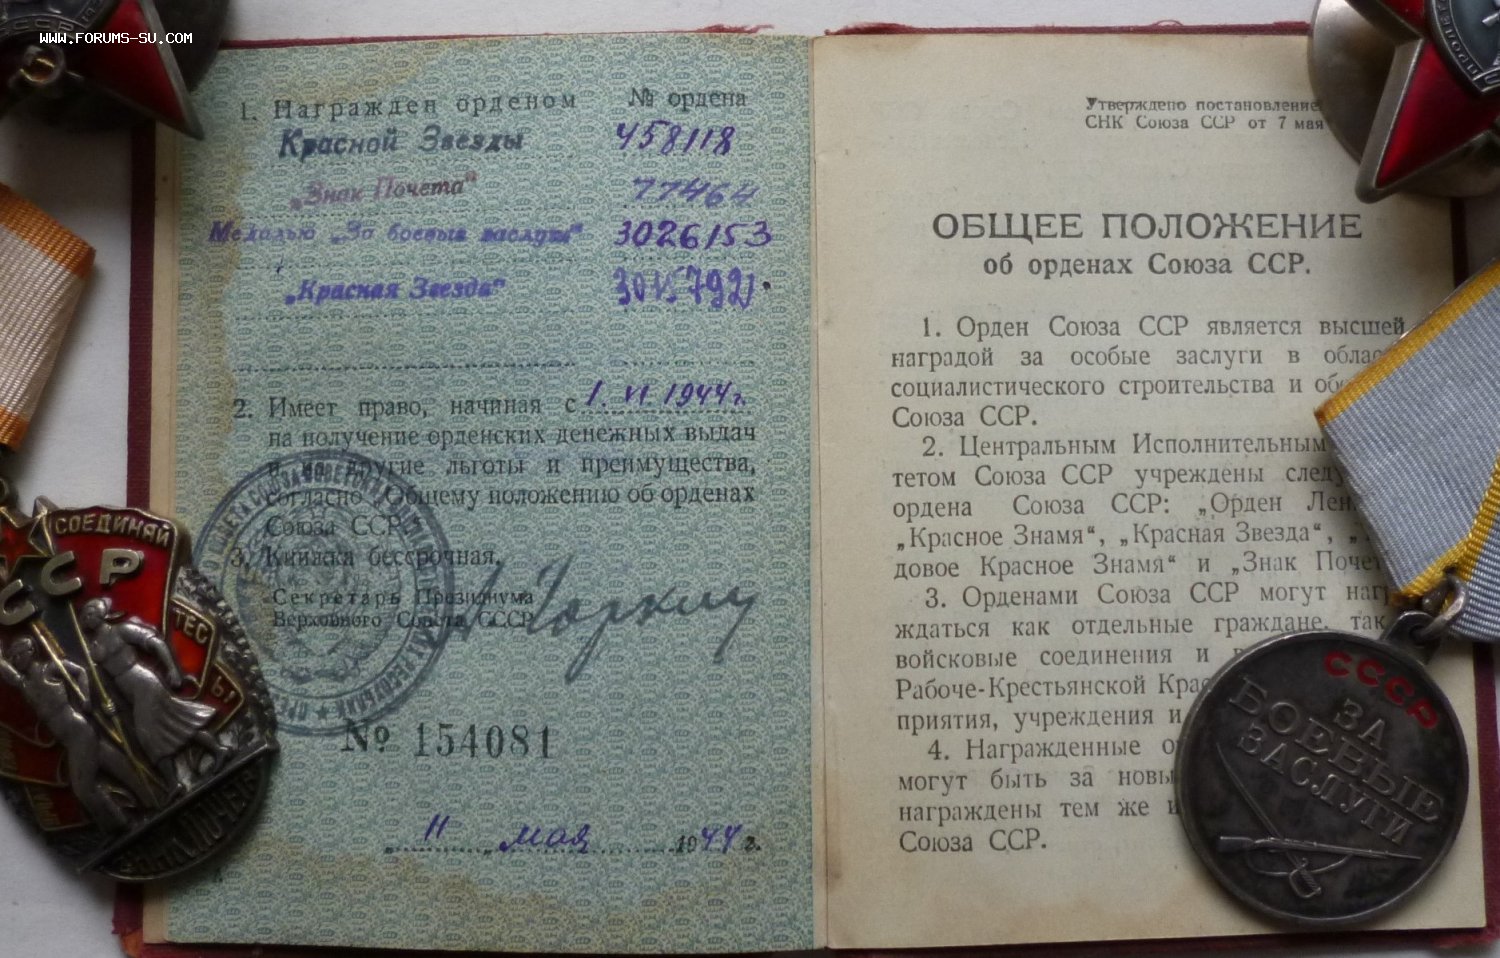 WWW.FORUMS-SU.COM
1. Награжден орденом № ордена
Красной Звезды 458118
„Знак Почета“ 77464
Медалью „За боевые заслуги“ 3026153
„Красная Звезда“
2. Имеет право, начиная с 1. VI 1944 г.
на получение орденских денежных выдач
и на другие льготы и преимущества,
согласно „Общему положению об орденах
Союза ССР“.
3. Книжка бессрочная.
Секретарь Президиума
Верховного Совета СССР
№ 154081
„ 11 „ мая 1944 г.
Утверждено постановление
СНК Союза ССР от 7 мая
ОБЩЕЕ ПОЛОЖЕНИЕ
об орденах Союза ССР.
1. Орден Союза ССР является высшей
наградой за особые заслуги в облас
социалистического строительства и об
Союза ССР.
2. Центральным Исполнительным
тетом Союза ССР учреждены след
ордена Союза ССР: „Орден Лен
„Красное Знамя“, „Красная Звезда“, „
довое Красное Знамя“ и „Знак Поче
3. Орденами Союза ССР могут наг
ждаться как отдельные граждане, так
войсковые соединения и
Рабоче-Крестьянской Крас
приятия, учреждения и
4. Награжденные о
могут быть за новы
награждены тем же и
Союза ССР.
СОЕДИНЯЙ
ССР
ТЕС
Ь!
СССР
ЗА
БОЕВЫЕ
ЗАСЛУГИ